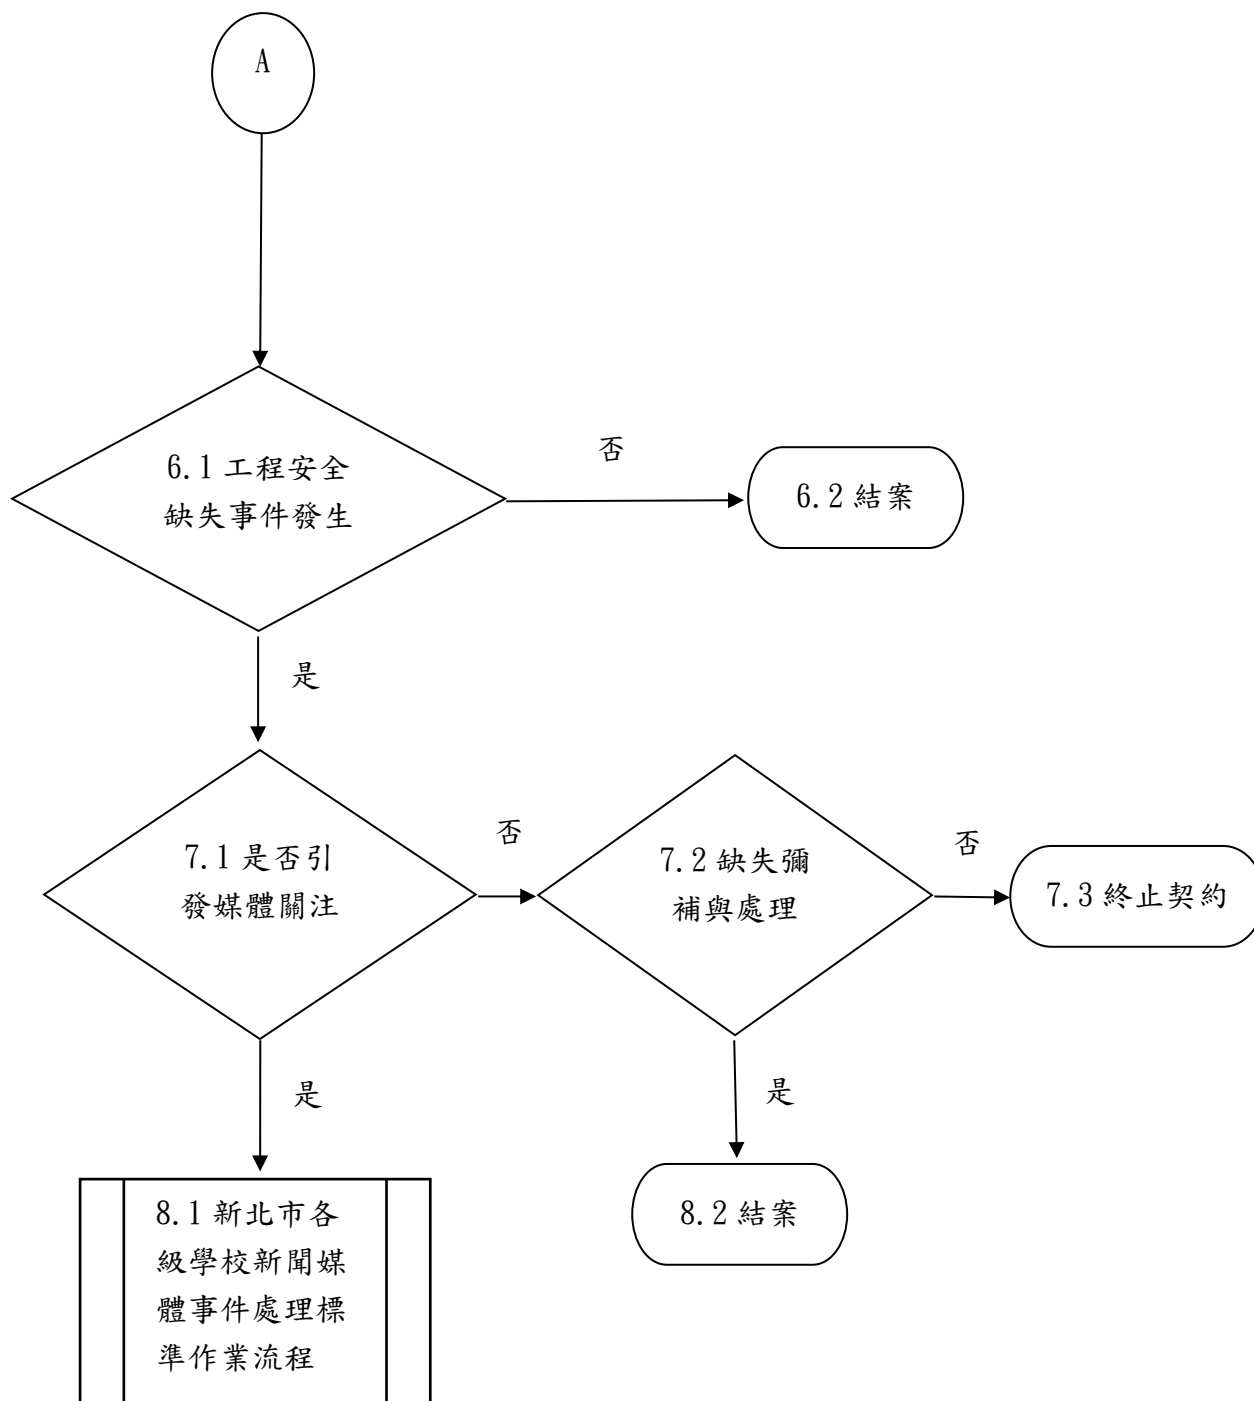 A
6.1 工程安全
缺失事件發生
否
6.2 結案
是
7.1 是否引
發媒體關注
否
7.2 缺失彌
補與處理
否
7.3 終止契約
是
是
8.1 新北市各
級學校新聞媒
體事件處理標
準作業流程
8.2 結案